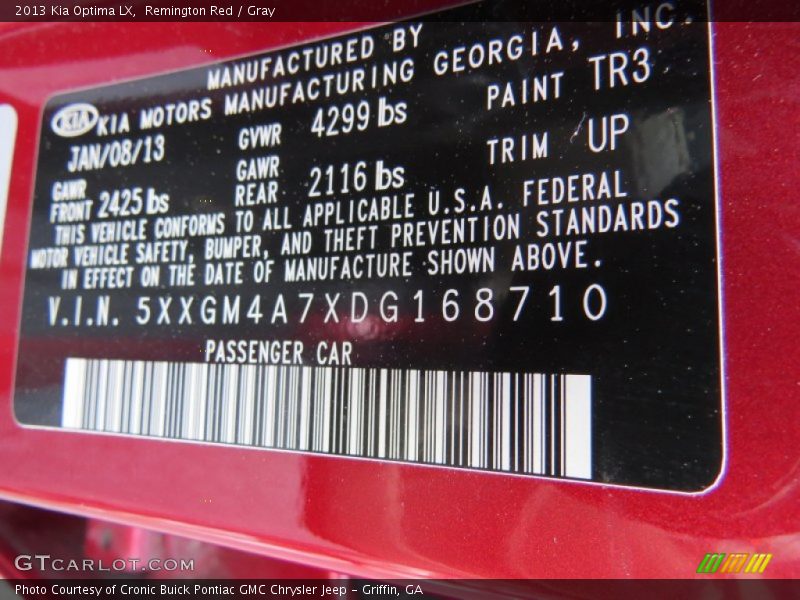 2013 Kia Optima LX, Remington Red / Gray
MANUFACTURED BY
KIA KIA MOTORS MANUFACTURING GEORGIA, INC.
JAN/08/13 GVWR 4299 lbs PAINT TR3
GAWR FRONT 2425 lbs GAWR REAR 2116 lbs TRIM UP
THIS VEHICLE CONFORMS TO ALL APPLICABLE U.S.A. FEDERAL
MOTOR VEHICLE SAFETY, BUMPER, AND THEFT PREVENTION STANDARDS
IN EFFECT ON THE DATE OF MANUFACTURE SHOWN ABOVE.
V.I.N. 5XXGM4A7XDG168710
PASSENGER CAR
GTCARLOT.COM
Photo Courtesy of Cronic Buick Pontiac GMC Chrysler Jeep - Griffin, GA